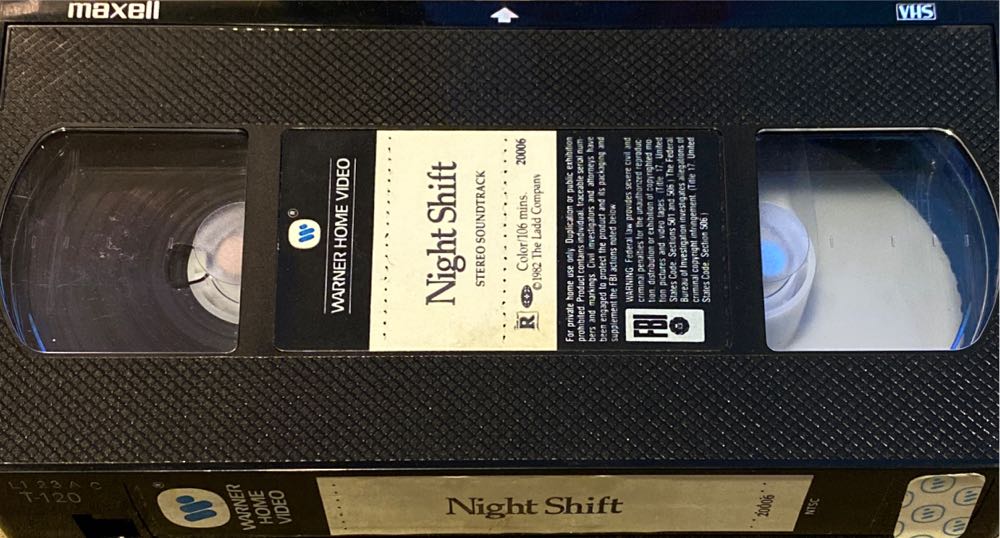 maxell
VHS
WARNER HOME VIDEO
®
Night Shift
STEREO SOUNDTRACK
Color/106 mins.
20006
©1982 The Ladd Company
R
For private home use only. Duplication or public exhibition
prohibited. Product contains individual, traceable serial num
bers and markings. Civil investigators and attorneys have
been engaged to protect the product and its packaging and
supplement the FBI actions noted below
WARNING Federal law provides severe civil and
criminal penalties for the unauthorized reproduc
tion distribution or exhibition of copyrighted mo
tion pictures and video tapes. (Title 17, United
States Code, Sections 501 and 506) The Federal
Bureau of Investigation investigates allegations of
criminal copyright infringement (Title 17, United
States Code, Section 506)
FBI
L1 2 3 A C
T-120
®
WARNER
HOME
VIDEO
Night Shift
20006
NTSC